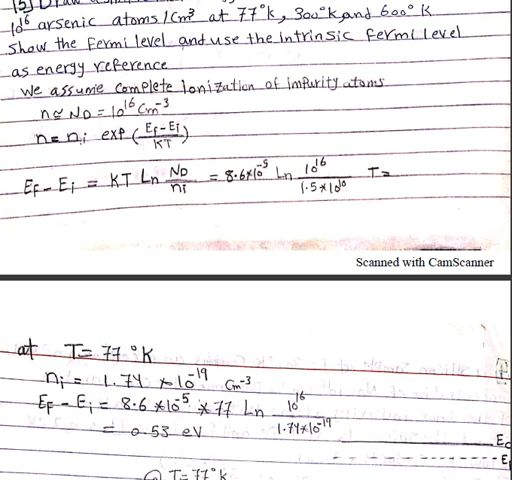 15) Draw a
10^16 arsenic atoms/cm³ at 77°k, 300°k and 600°K
Show the Fermi level and use the intrinsic fermi level
as energy reference
We assume complete Ionization of impurity atoms
n ≃ ND = 10^16 cm^-3
n = ni exp (Ef-Ei / KT)
EF - Ei = KT Ln ND/ni = 8.6*10^-5 Ln 10^16 / 1.5*10^10 T=
Scanned with CamScanner
at T= 77 °K
ni = 1.74 *10^-19 cm^-3
EF - Ei = 8.6*10^-5 * 77 Ln 10^16 / 1.74*10^-19
= 0.53 eV
Ec
@ T=77°k